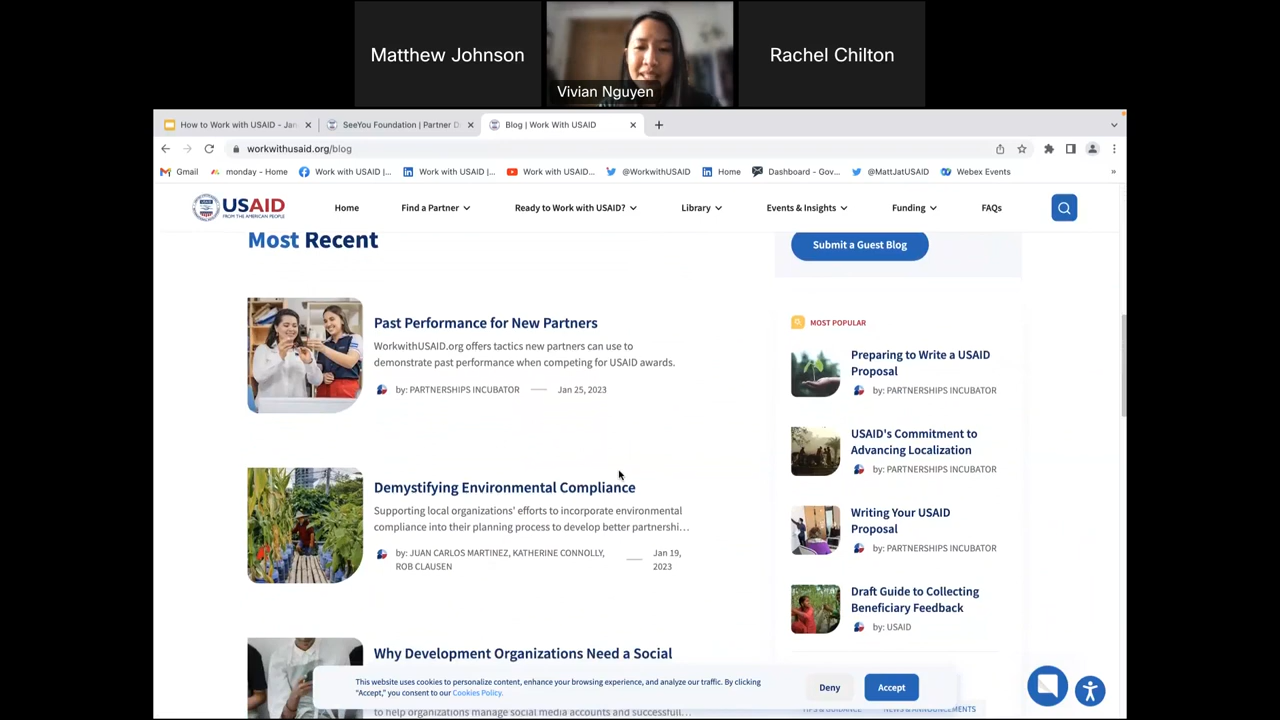 Matthew Johnson
Vivian Nguyen
Rachel Chilton
How to Work with USAID - Jan
SeeYou Foundation | Partner D
Blog | Work With USAID
workwithusaid.org/blog
Gmail
monday - Home
Work with USAID |...
Work with USAID |...
Work with USAID...
@WorkwithUSAID
Home
Dashboard - Gov...
@MattJatUSAID
Webex Events
»
USAID
FROM THE AMERICAN PEOPLE
Home
Find a Partner
Ready to Work with USAID?
Library
Events & Insights
Funding
FAQs
Most Recent
Past Performance for New Partners
WorkwithUSAID.org offers tactics new partners can use to
demonstrate past performance when competing for USAID awards.
by: PARTNERSHIPS INCUBATOR
Jan 25, 2023
Demystifying Environmental Compliance
Supporting local organizations' efforts to incorporate environmental
compliance into their planning process to develop better partnershi...
by: JUAN CARLOS MARTINEZ, KATHERINE CONNOLLY,
ROB CLAUSEN
Jan 19,
2023
Why Development Organizations Need a Social
to help organizations manage social media accounts and successful...
Submit a Guest Blog
MOST POPULAR
Preparing to Write a USAID
Proposal
by: PARTNERSHIPS INCUBATOR
USAID's Commitment to
Advancing Localization
by: PARTNERSHIPS INCUBATOR
Writing Your USAID
Proposal
by: PARTNERSHIPS INCUBATOR
Draft Guide to Collecting
Beneficiary Feedback
by: USAID
TIPS & GUIDANCE
NEWS & ANNOUNCEMENTS
This website uses cookies to personalize content, enhance your browsing experience, and analyze our traffic. By clicking
"Accept," you consent to our Cookies Policy.
Deny
Accept